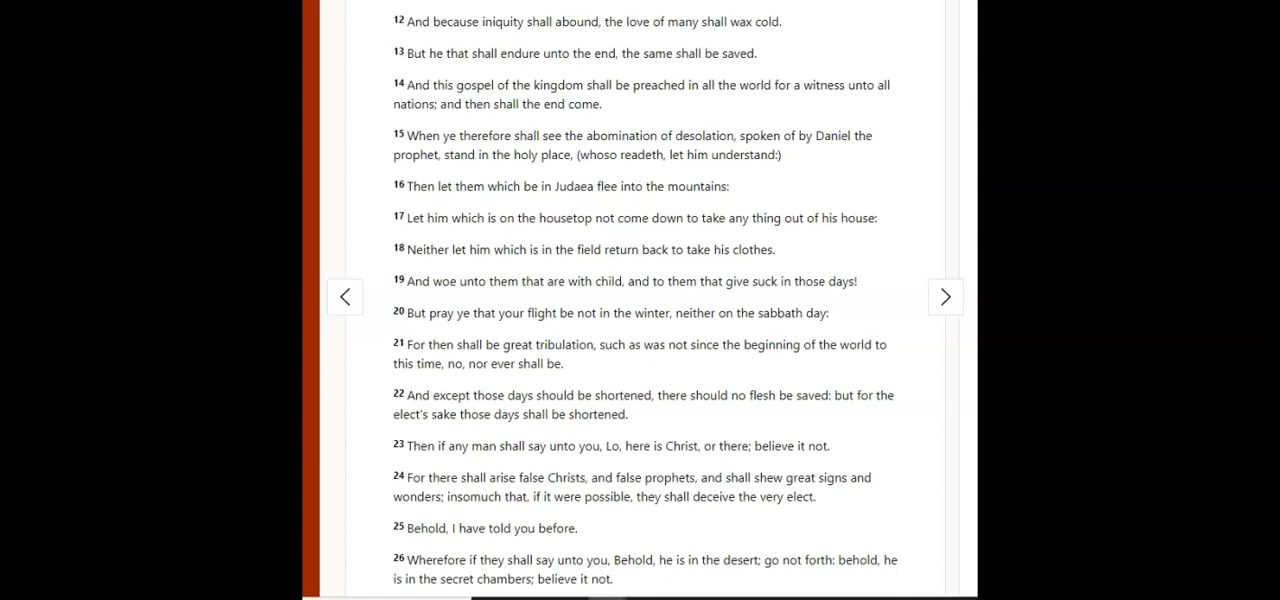 12 And because iniquity shall abound, the love of many shall wax cold.
13 But he that shall endure unto the end, the same shall be saved.
14 And this gospel of the kingdom shall be preached in all the world for a witness unto all
nations; and then shall the end come.
15 When ye therefore shall see the abomination of desolation, spoken of by Daniel the
prophet, stand in the holy place, (whoso readeth, let him understand:)
16 Then let them which be in Judaea flee into the mountains:
17 Let him which is on the housetop not come down to take any thing out of his house:
18 Neither let him which is in the field return back to take his clothes.
19 And woe unto them that are with child, and to them that give suck in those days!
20 But pray ye that your flight be not in the winter, neither on the sabbath day:
21 For then shall be great tribulation, such as was not since the beginning of the world to
this time, no, nor ever shall be.
22 And except those days should be shortened, there should no flesh be saved: but for the
elect's sake those days shall be shortened.
23 Then if any man shall say unto you, Lo, here is Christ, or there; believe it not.
24 For there shall arise false Christs, and false prophets, and shall shew great signs and
wonders; insomuch that, if it were possible, they shall deceive the very elect.
25 Behold, I have told you before.
26 Wherefore if they shall say unto you, Behold, he is in the desert; go not forth: behold, he
is in the secret chambers; believe it not.